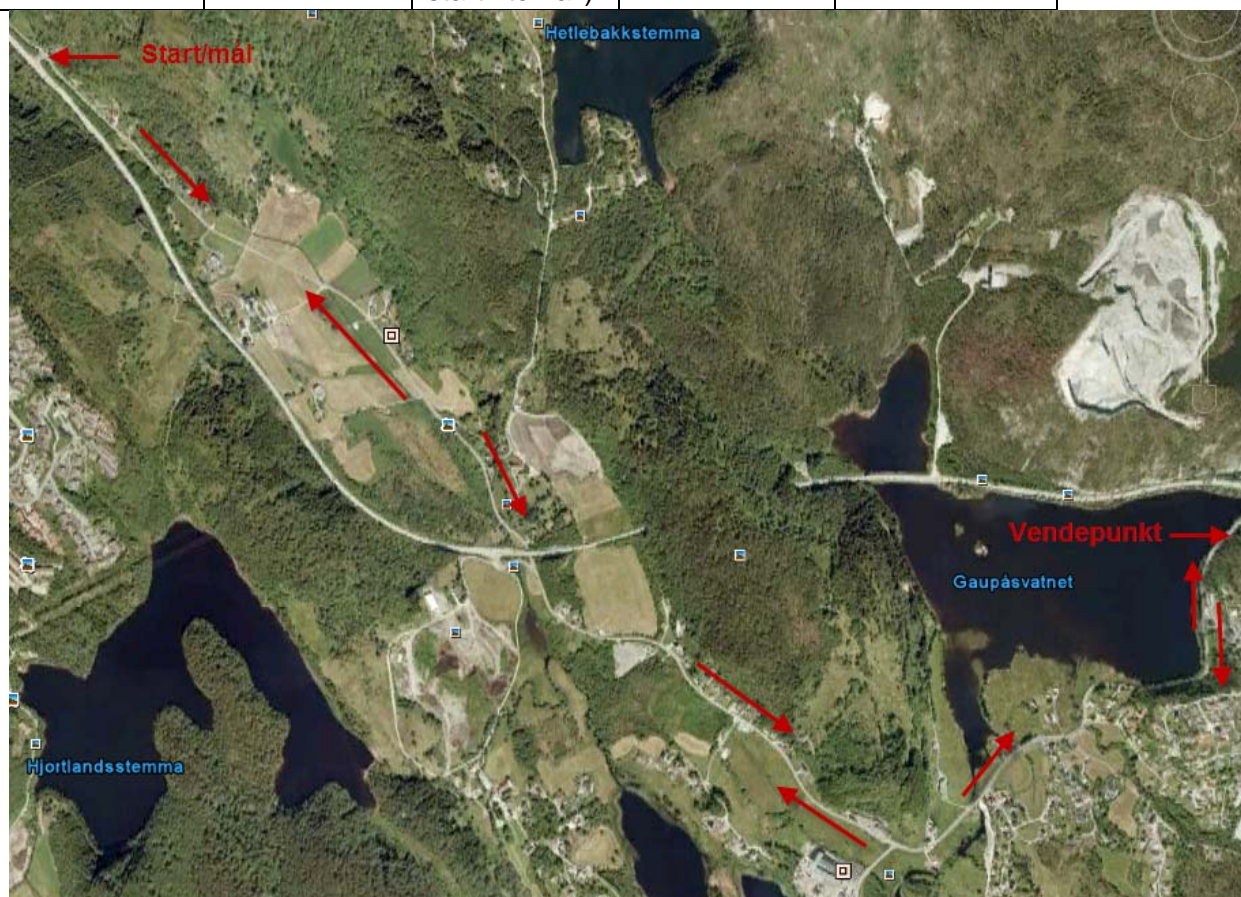 Hetlebakkstemma
Start/mål
Vendepunkt
Gaupåsvatnet
Hjortlandsstemma